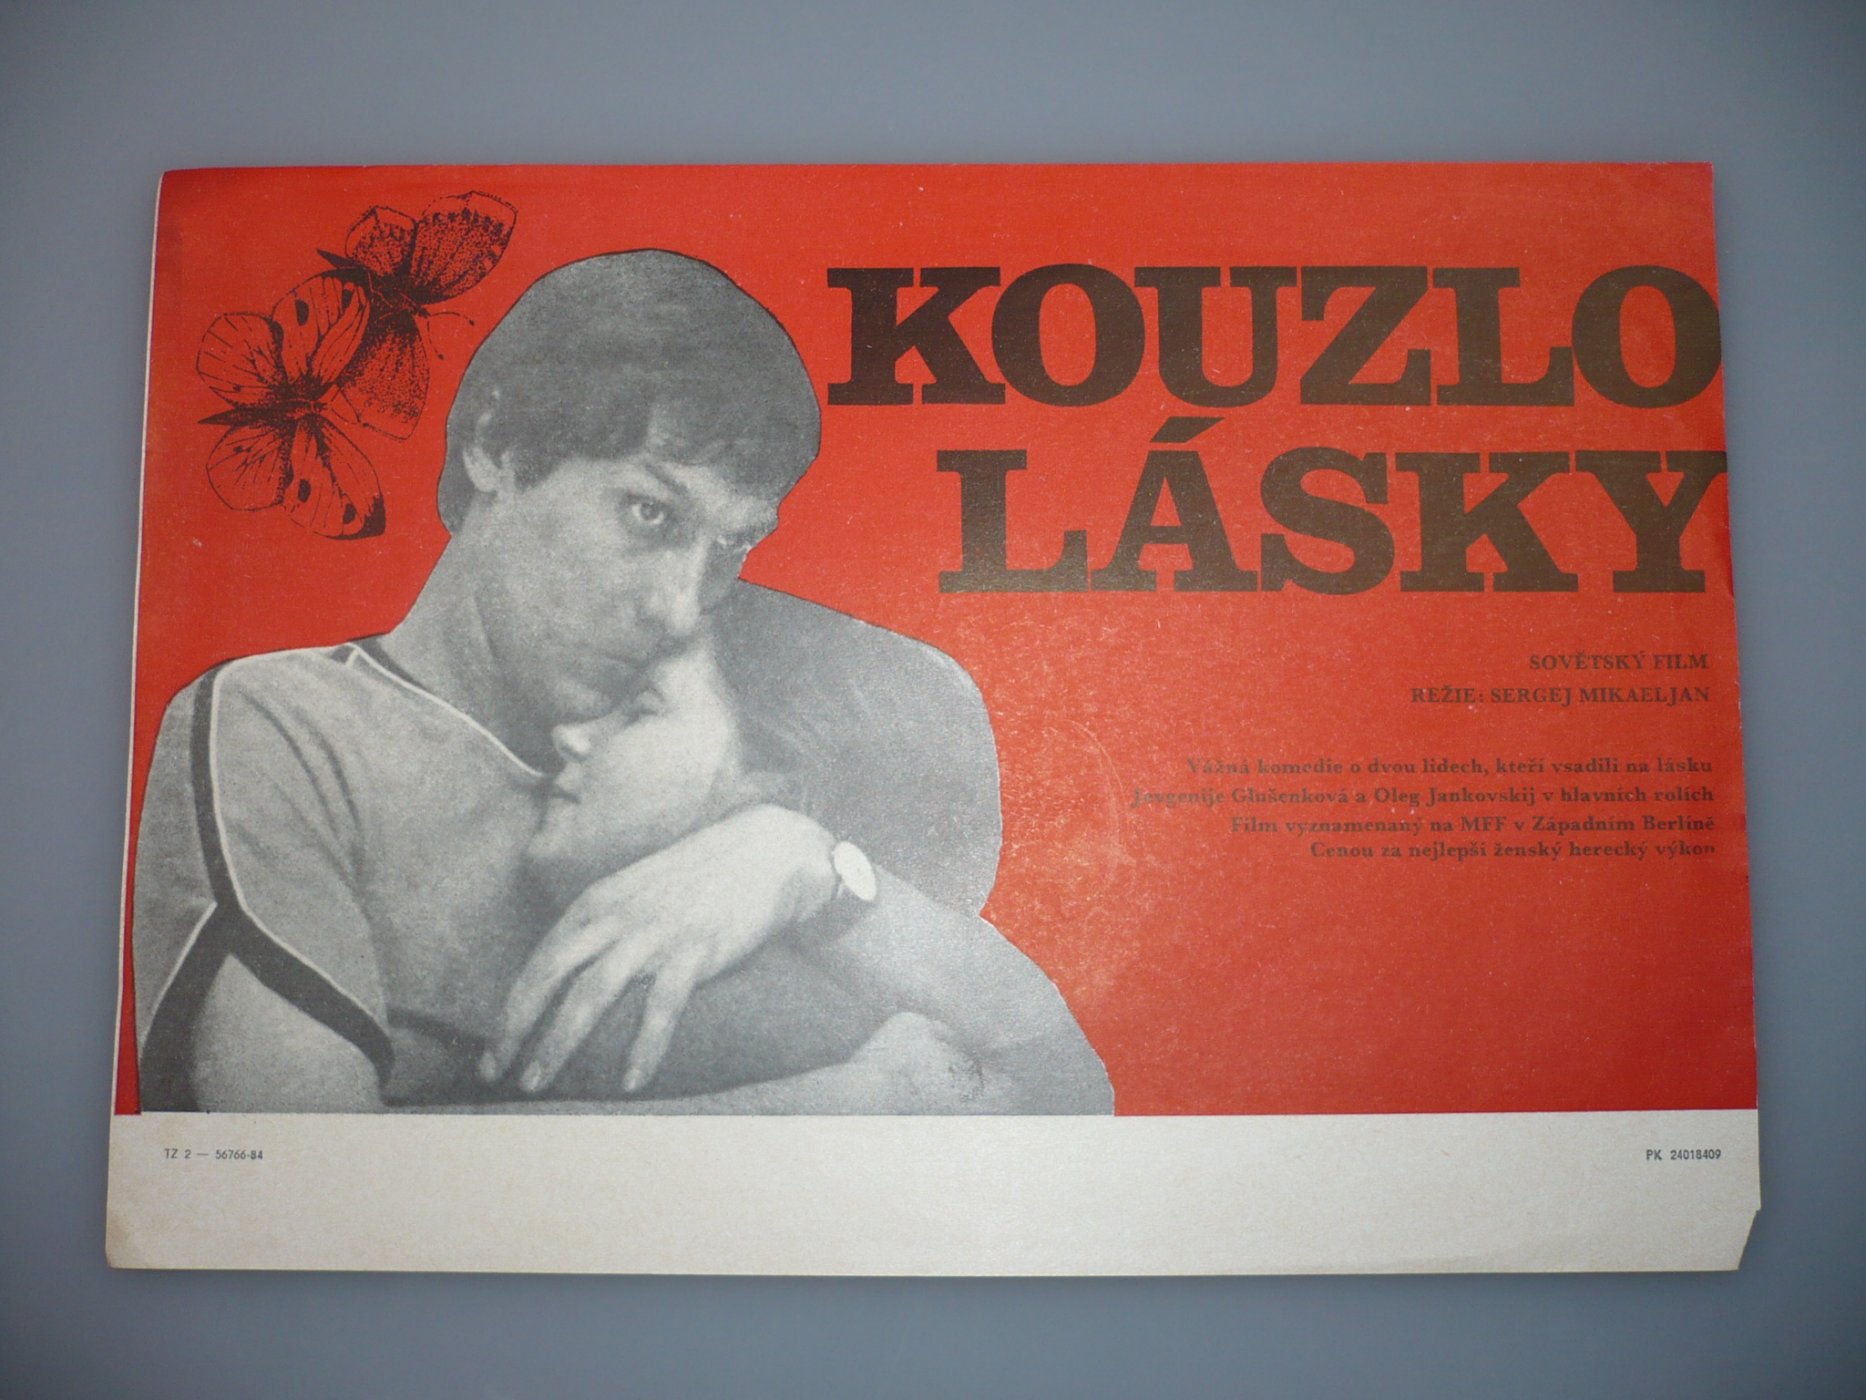 KOUZLO
LÁSKY
SOVĚTSKÝ FILM
REŽIE: SERGEJ MIKAELJAN
Vážná komedie o dvou lidech, kteří vsadili na lásku
Jevgenije Glušenková a Oleg Jankovskij v hlavních rolích
Film vyznamenaný na MFF v Západním Berlíně
Cenou za nejlepší ženský herecký výkon
TZ 2 — 56766-84
PK 24018409